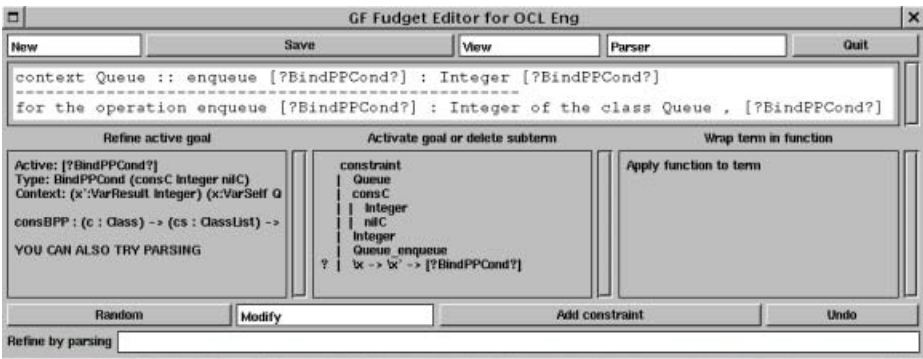 GF Fudget Editor for OCL Eng
New Save View Parser Quit
context Queue :: enqueue [?BindPPCond?] : Integer [?BindPPCond?]
--------------------------------------------------
for the operation enqueue [?BindPPCond?] : Integer of the class Queue , [?BindPPCond?]
Refine active goal Activate goal or delete subterm Wrap term in function
Active: [?BindPPCond?]
Type: BindPPCond (consC Integer nilC)
Context: (x':VarResult Integer) (x:VarSelf Q
consBPP : (c : Class) -> (cs : ClassList) ->
YOU CAN ALSO TRY PARSING
constraint
| Queue
| consC
| | Integer
| | nilC
| Integer
| Queue_enqueue
? | \x -> \x' -> [?BindPPCond?]
Apply function to term
Random Modify Add constraint Undo
Refine by parsing